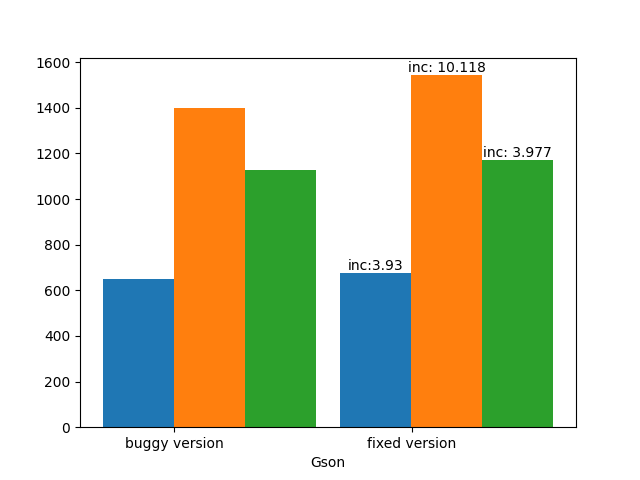 1600
1400
1200
1000
800
600
400
200
0
inc: 10.118
inc: 3.977
inc:3.93
buggy version
fixed version
Gson